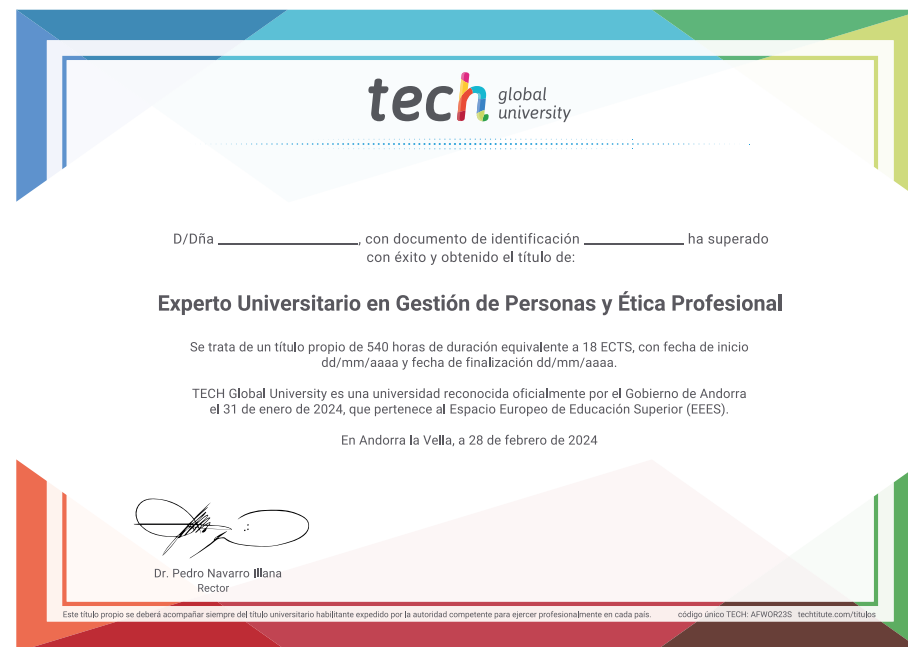 tech global university
D/Dña ____________, con documento de identificación ____________ ha superado
con éxito y obtenido el título de:
Experto Universitario en Gestión de Personas y Ética Profesional
Se trata de un título propio de 540 horas de duración equivalente a 18 ECTS, con fecha de inicio
dd/mm/aaaa y fecha de finalización dd/mm/aaaa.
TECH Global University es una universidad reconocida oficialmente por el Gobierno de Andorra
el 31 de enero de 2024, que pertenece al Espacio Europeo de Educación Superior (EEES).
En Andorra la Vella, a 28 de febrero de 2024
Dr. Pedro Navarro Illana
Rector
Este título propio se deberá acompañar siempre del título universitario habilitante expedido por la autoridad competente para ejercer profesionalmente en cada país. código único TECH: AFWOR23S techtitute.com/titulos